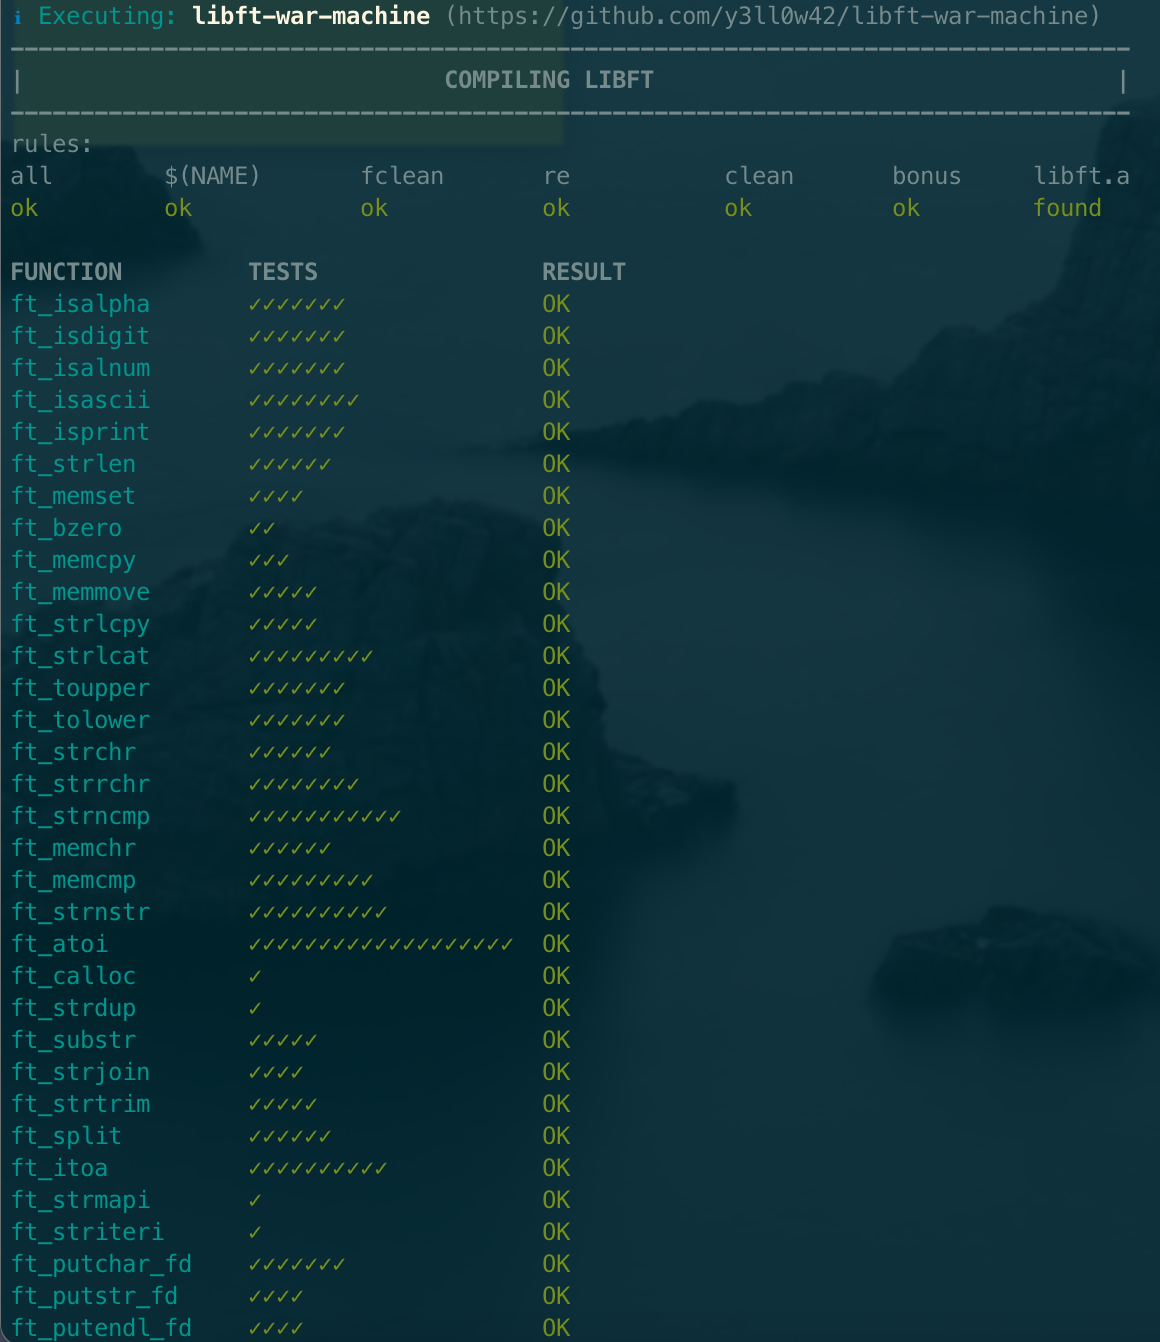 ℹ Executing: libft-war-machine (https://github.com/y3ll0w42/libft-war-machine)
| COMPILING LIBFT |
rules:
all $(NAME) fclean re clean bonus libft.a
ok ok ok ok ok ok found
FUNCTION TESTS RESULT
ft_isalpha ✓✓✓✓✓✓✓ OK
ft_isdigit ✓✓✓✓✓✓✓ OK
ft_isalnum ✓✓✓✓✓✓✓ OK
ft_isascii ✓✓✓✓✓✓✓✓ OK
ft_isprint ✓✓✓✓✓✓✓ OK
ft_strlen ✓✓✓✓✓✓ OK
ft_memset ✓✓✓✓ OK
ft_bzero ✓✓ OK
ft_memcpy ✓✓✓ OK
ft_memmove ✓✓✓✓✓ OK
ft_strlcpy ✓✓✓✓✓ OK
ft_strlcat ✓✓✓✓✓✓✓✓✓ OK
ft_toupper ✓✓✓✓✓✓✓ OK
ft_tolower ✓✓✓✓✓✓✓ OK
ft_strchr ✓✓✓✓✓✓ OK
ft_strrchr ✓✓✓✓✓✓✓✓ OK
ft_strncmp ✓✓✓✓✓✓✓✓✓✓✓ OK
ft_memchr ✓✓✓✓✓✓ OK
ft_memcmp ✓✓✓✓✓✓✓✓✓ OK
ft_strnstr ✓✓✓✓✓✓✓✓✓✓ OK
ft_atoi ✓✓✓✓✓✓✓✓✓✓✓✓✓✓✓✓✓✓✓ OK
ft_calloc ✓ OK
ft_strdup ✓ OK
ft_substr ✓✓✓✓✓ OK
ft_strjoin ✓✓✓✓ OK
ft_strtrim ✓✓✓✓✓ OK
ft_split ✓✓✓✓✓✓ OK
ft_itoa ✓✓✓✓✓✓✓✓✓✓ OK
ft_strmapi ✓ OK
ft_striteri ✓ OK
ft_putchar_fd ✓✓✓✓✓✓✓ OK
ft_putstr_fd ✓✓✓✓ OK
ft_putendl_fd ✓✓✓✓ OK